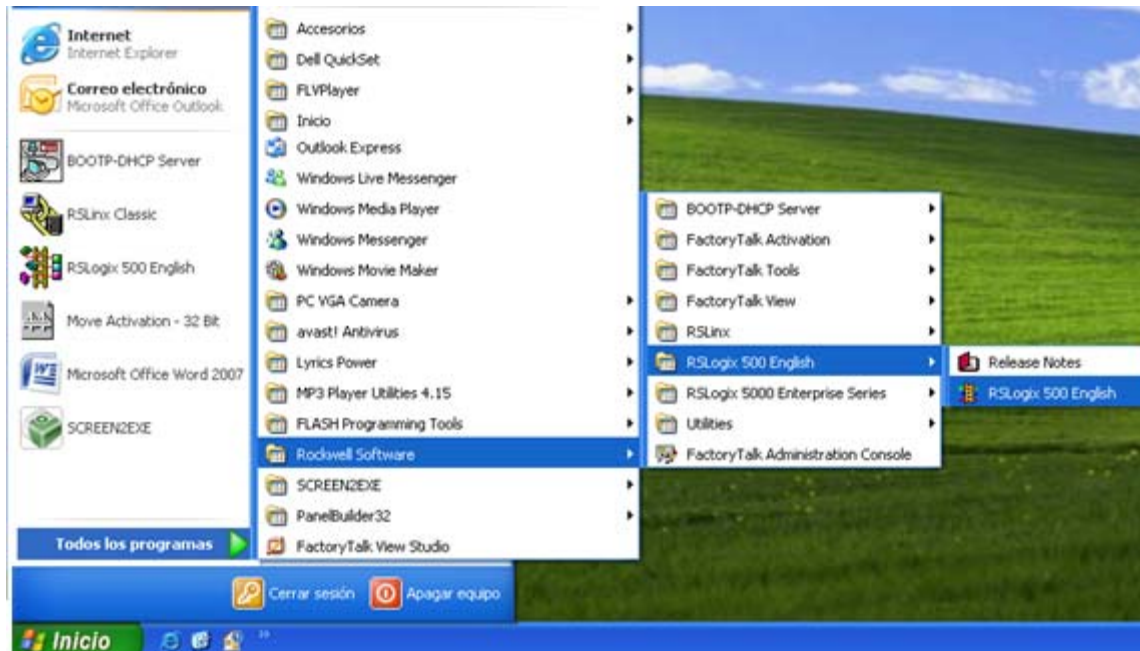 Internet
Internet Explorer
Correo electrónico
Microsoft Office Outlook
BOOTP-DHCP Server
RSLinx Classic
RSLogix 500 English
Move Activation - 32 Bit
Microsoft Office Word 2007
SCREEN2EXE
Todos los programas
Accesorios
Dell QuickSet
FLVPlayer
Inicio
Outlook Express
Windows Live Messenger
Windows Media Player
Windows Messenger
Windows Movie Maker
PC VGA Camera
avast! Antivirus
Lyrics Power
MP3 Player Utilities 4.15
FLASH Programming Tools
Rockwell Software
SCREEN2EXE
PanelBuilder32
FactoryTalk View Studio
BOOTP-DHCP Server
FactoryTalk Activation
FactoryTalk Tools
FactoryTalk View
RSLinx
RSLogix 500 English
RSLogix 5000 Enterprise Series
Utilities
FactoryTalk Administration Console
Release Notes
RSLogix 500 English
Cerrar sesión
Apagar equipo
Inicio